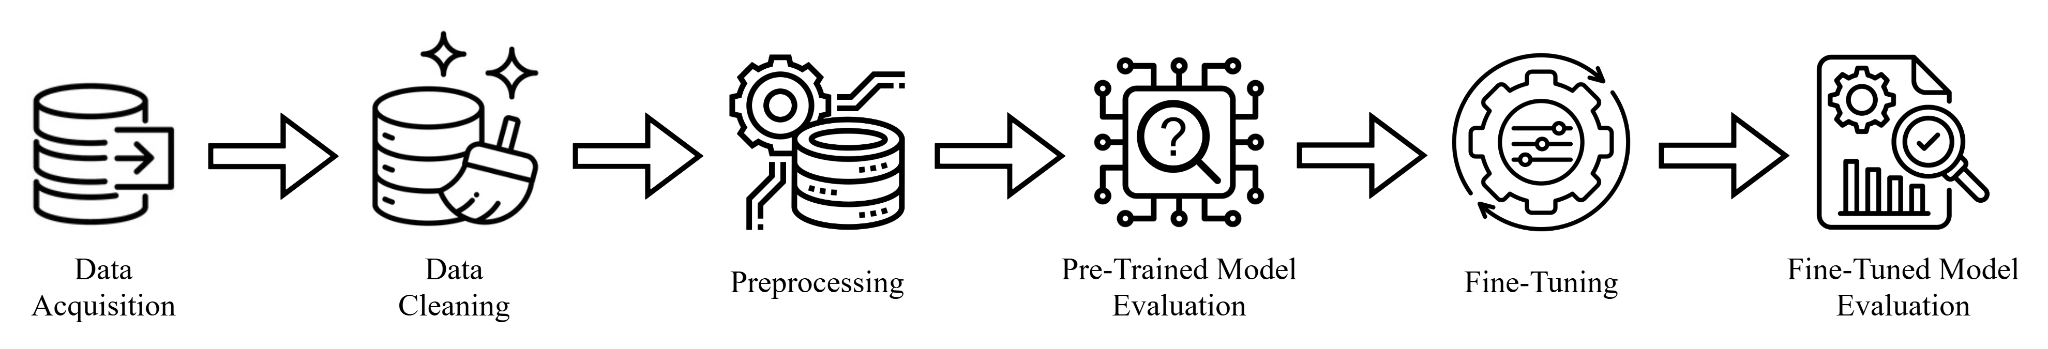 Data
Acquisition
Data
Cleaning
Preprocessing
Pre-Trained Model
Evaluation
Fine-Tuning
Fine-Tuned Model
Evaluation
?